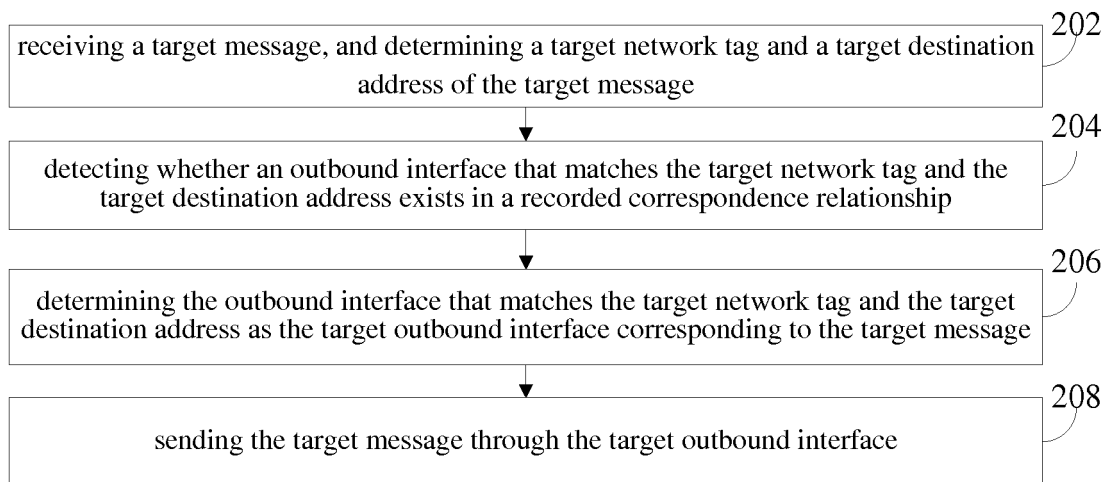 202
receiving a target message, and determining a target network tag and a target destination
address of the target message
204
detecting whether an outbound interface that matches the target network tag and the
target destination address exists in a recorded correspondence relationship
206
determining the outbound interface that matches the target network tag and the target
destination address as the target outbound interface corresponding to the target message
208
sending the target message through the target outbound interface